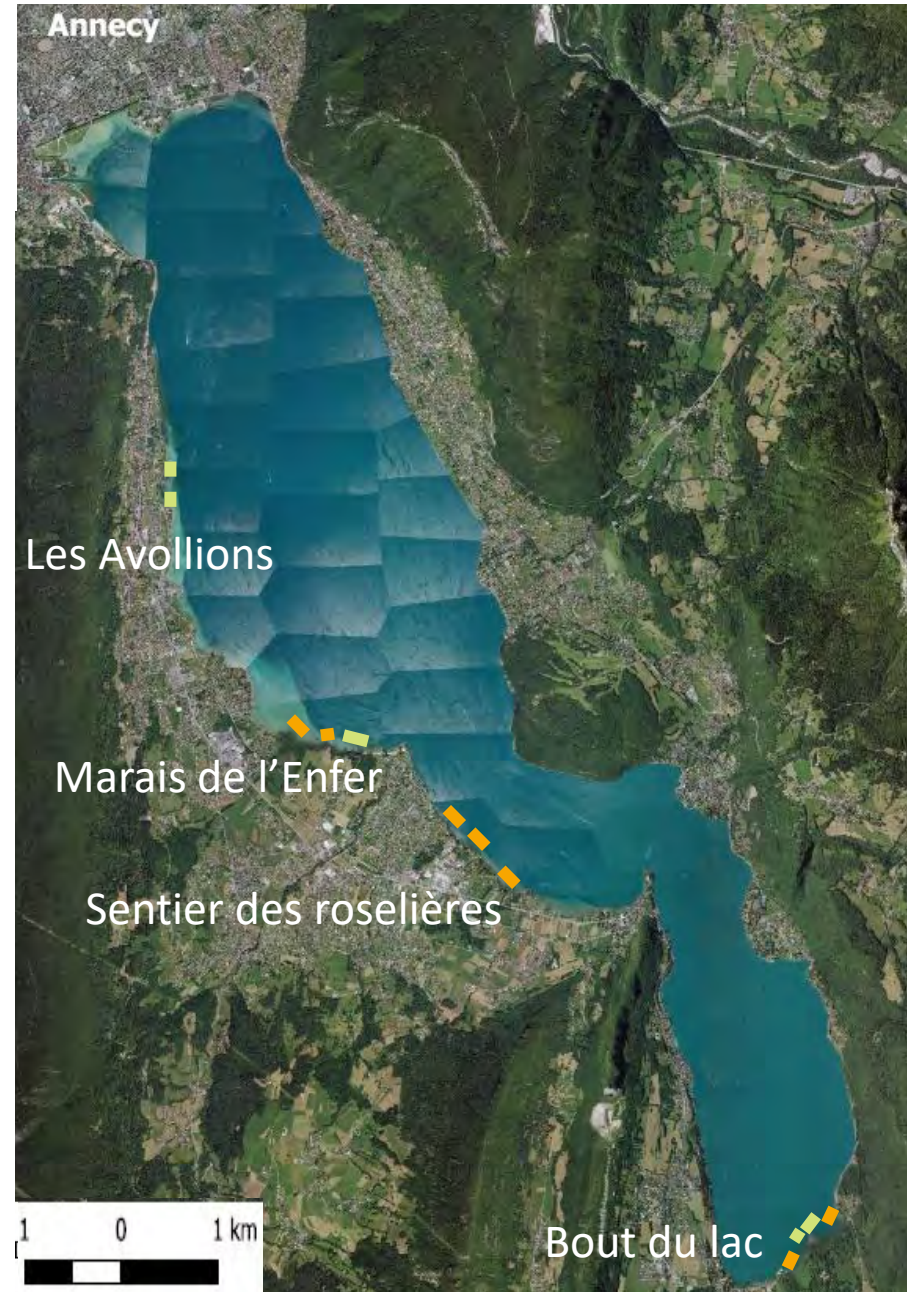 Annecy
Les Avollions
Marais de l’Enfer
Sentier des roselières
Bout du lac
1 0 1 km